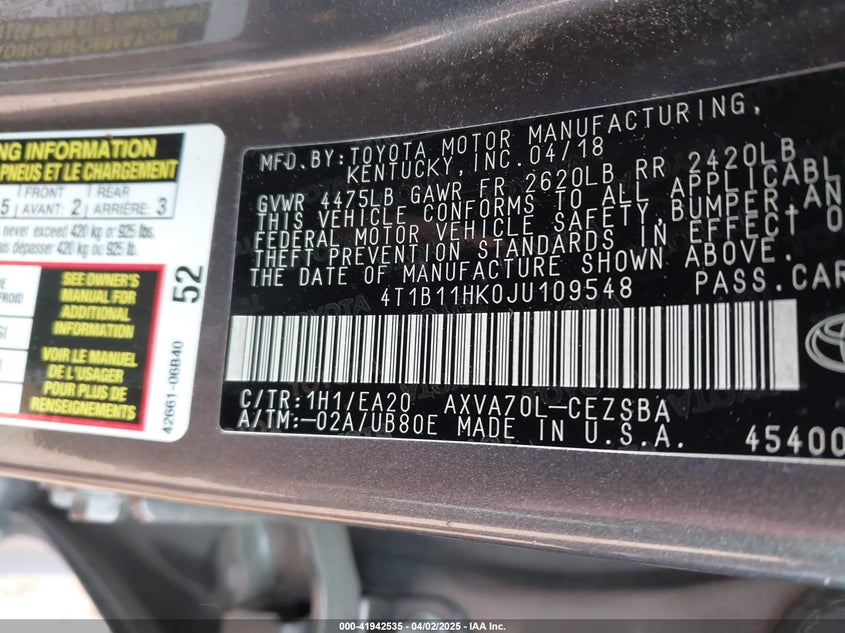 NG INFORMATION
PNEUS ET LE CHARGEMENT
5 FRONT AVANT: 2 REAR ARRIÈRE: 3
never exceed 420 kg or 925 lbs.
ais dépasser 420 kg ou 925 lb.
FROID
SEE OWNER'S
MANUAL FOR
ADDITIONAL
INFORMATION
VOIR LE MANUEL
DE L'USAGER
POUR PLUS DE
RENSEIGNEMENTS
52
42661-06B40
MFD.BY:TOYOTA MOTOR MANUFACTURING,
KENTUCKY, INC.04/18
GVWR 4475LB GAWR FR 2620LB RR 2420LB
THIS VEHICLE CONFORMS TO ALL APPLICABL
FEDERAL MOTOR VEHICLE SAFETY,BUMPER,AN
THEFT PREVENTION STANDARDS IN EFFECT O
THE DATE OF MANUFACTURE SHOWN ABOVE.
4T1B11HK0JU109548 PASS.CAR
C/TR:1H1/EA20 AXVA70L-CEZSBA
A/TM:-02A/UB80E MADE IN U.S.A. 45400
000-41942535 - 04/02/2025 - IAA Inc.